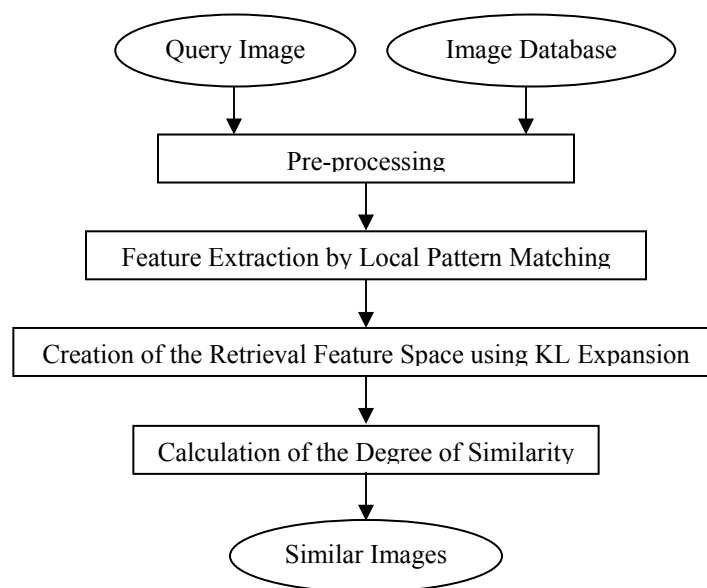 Query Image
Image Database
Pre-processing
Feature Extraction by Local Pattern Matching
Creation of the Retrieval Feature Space using KL Expansion
Calculation of the Degree of Similarity
Similar Images